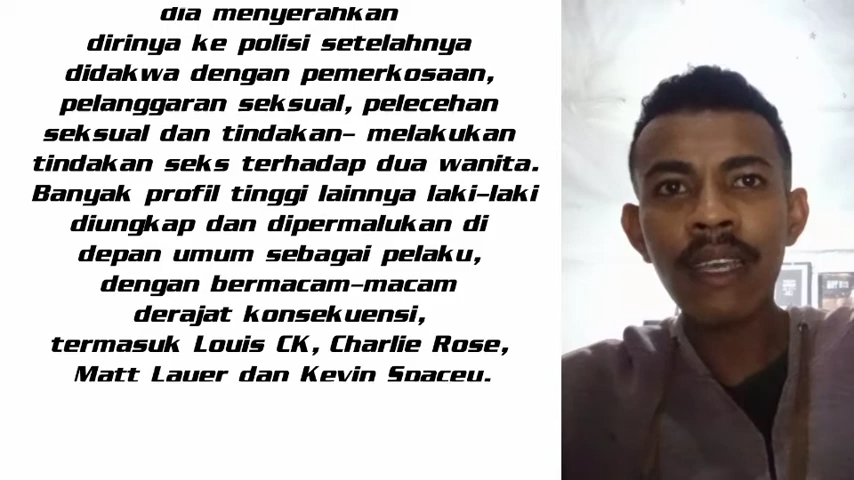 dia menyerahkan
dirinya ke polisi setelahnya
didakwa dengan pemerkosaan,
pelanggaran seksual, pelecehan
seksual dan tindakan- melakukan
tindakan seks terhadap dua wanita.
Banyak profil tinggi lainnya laki-laki
diungkap dan dipermalukan di
depan umum sebagai pelaku,
dengan bermacam-macam
derajat konsekuensi,
termasuk Louis CK, Charlie Rose,
Matt Lauer dan Kevin Spacey.